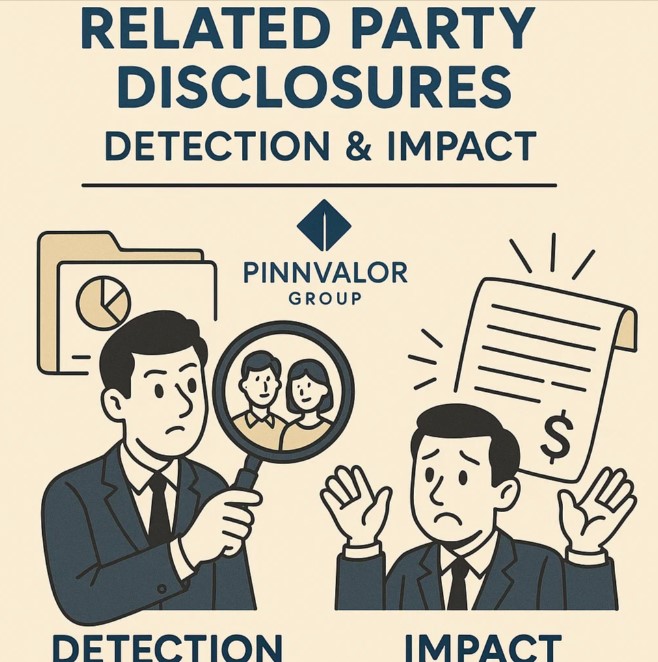 RELATED PARTY
DISCLOSURES
DETECTION & IMPACT
PINNVALOR
GROUP
$
DETECTION
IMPACT